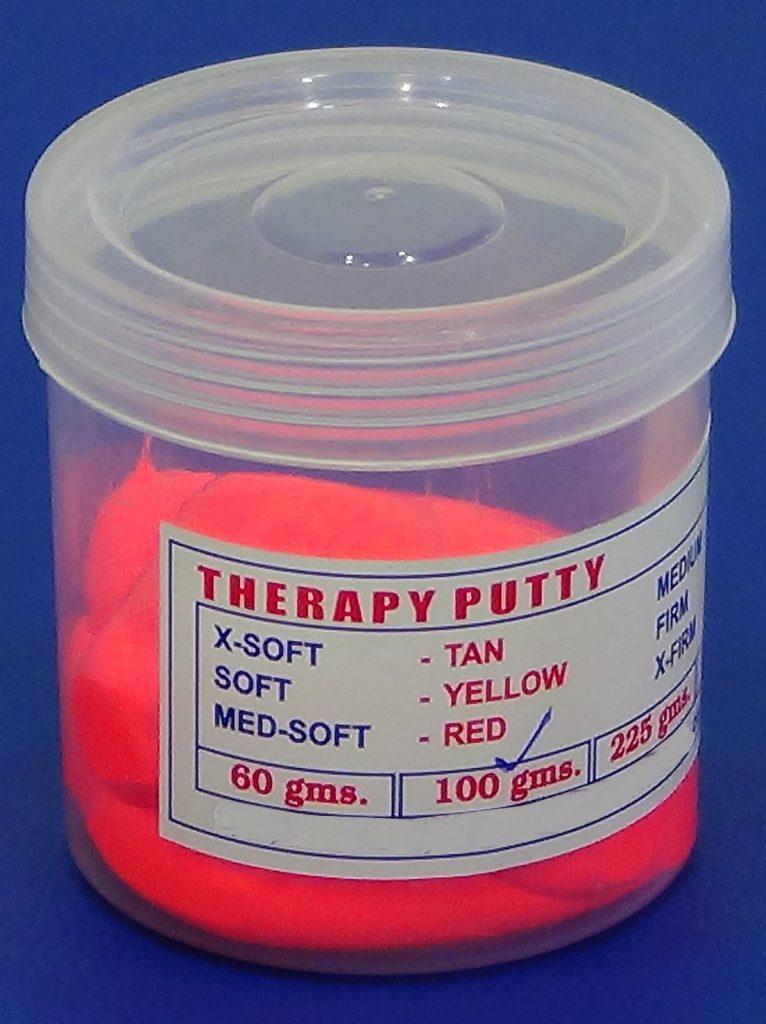 THERAPY PUTTY
X-SOFT - TAN MEDIUM
SOFT - YELLOW FIRM
MED-SOFT - RED X-FIRM
60 gms. 100 gms. 225 gms.